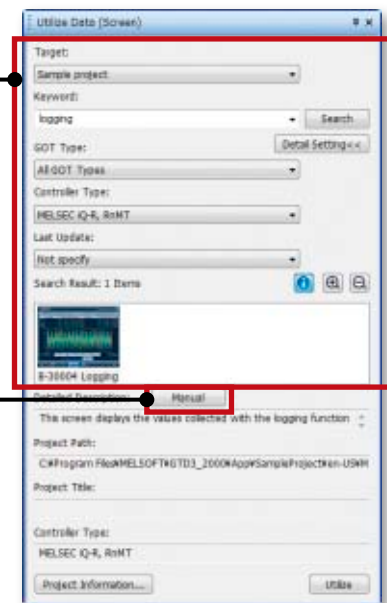 Utilize Data (Screen)
Target:
Sample project
Keyword:
logging
Search
GOT Type:
Detail Setting<<
All GOT Types
Controller Type:
MELSEC iQ-R, RnMT
Last Update:
Not specify
Search Result: 1 Items
B-30004 Logging
Detailed Description:
Manual
This screen displays the values collected with the logging function
Project Path:
C:¥Program Files¥MELSOFT¥GTD3_2000¥App¥SampleProject¥en-US¥M
Project Title:
Controller Type:
MELSEC iQ-R, RnMT
Project Information...
Utilize